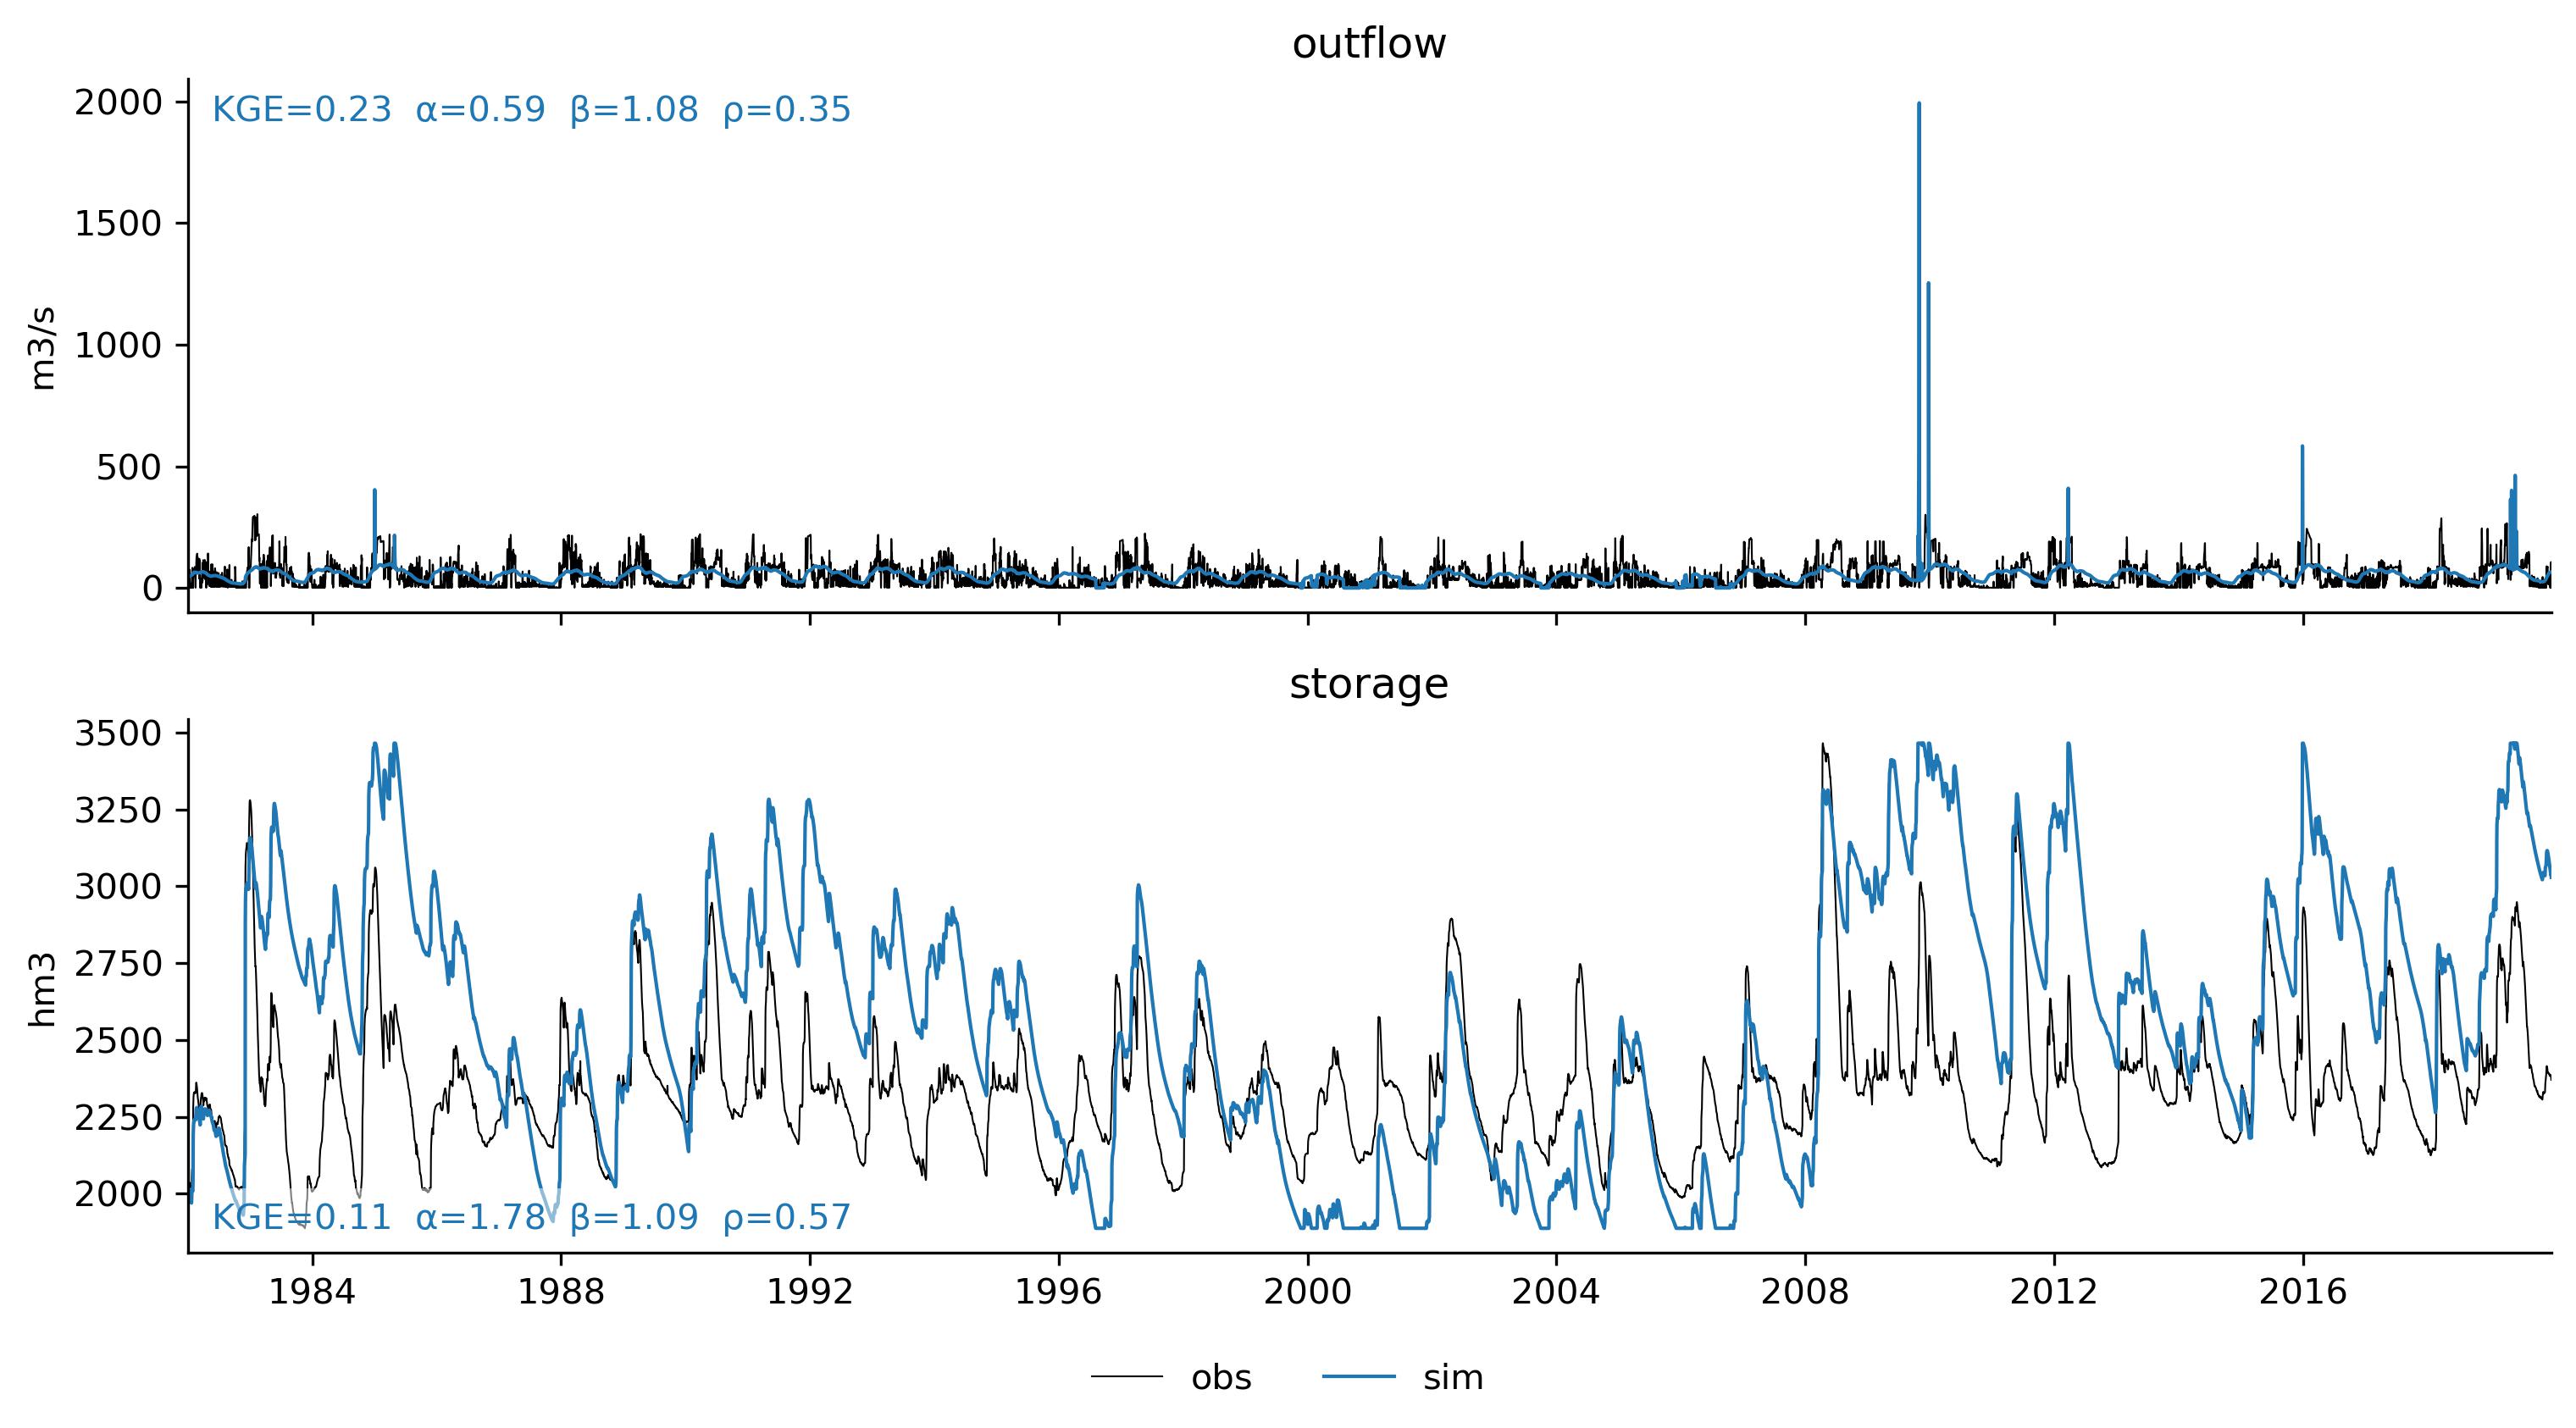 outflow
KGE=0.23 α=0.59 β=1.08 ρ=0.35
2000
1500
1000
500
0
m3/s
storage
3500
3250
3000
2750
2500
2250
2000
hm3
KGE=0.11 α=1.78 β=1.09 ρ=0.57
1984 1988 1992 1996 2000 2004 2008 2012 2016
obs sim